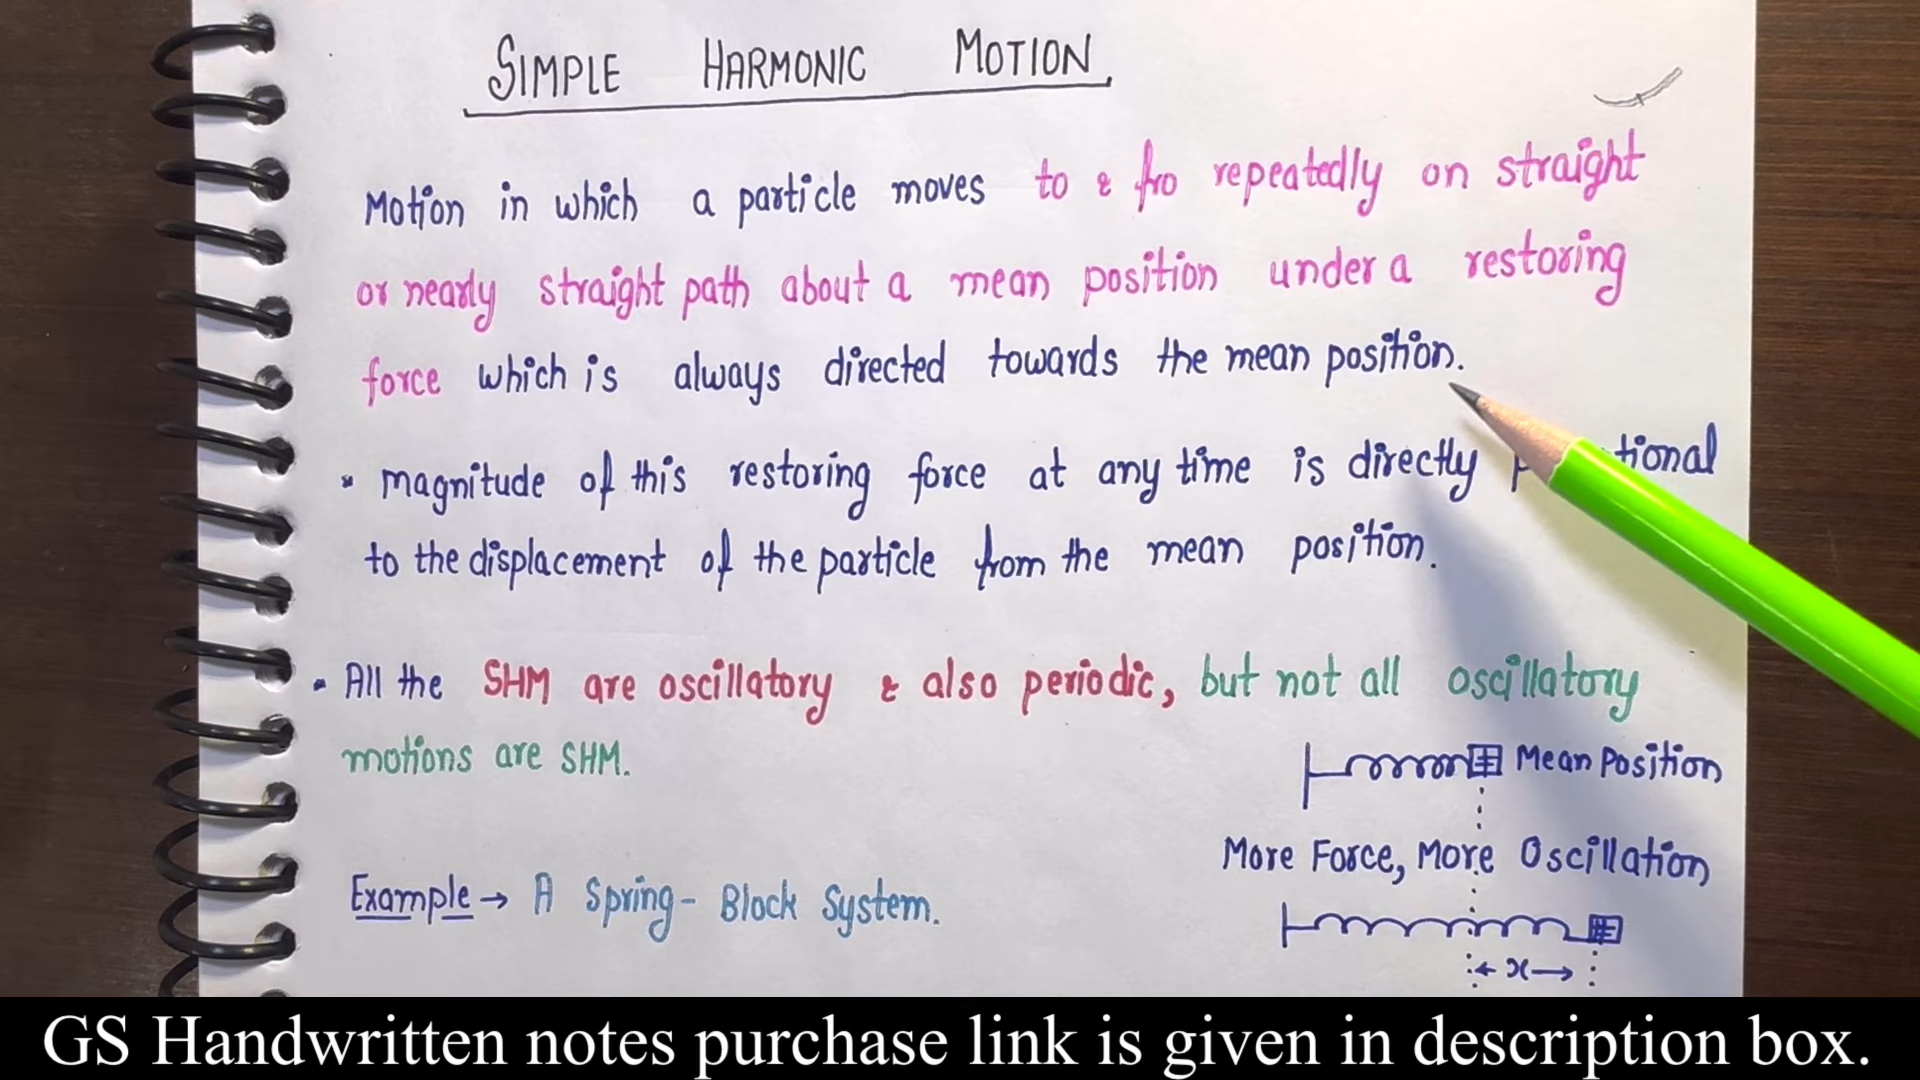 SIMPLE HARMONIC MOTION
Motion in which a particle moves to & fro repeatedly on straight
or nearly straight path about a mean position under a restoring
force which is always directed towards the mean position.
• Magnitude of this restoring force at any time is directly
to the displacement of the particle from the mean position.
• All the SHM are oscillatory & also periodic, but not all oscillatory
motions are SHM.
Mean Position
More Force, More Oscillation
Example → A Spring- Block System.
← x →
GS Handwritten notes purchase link is given in description box.